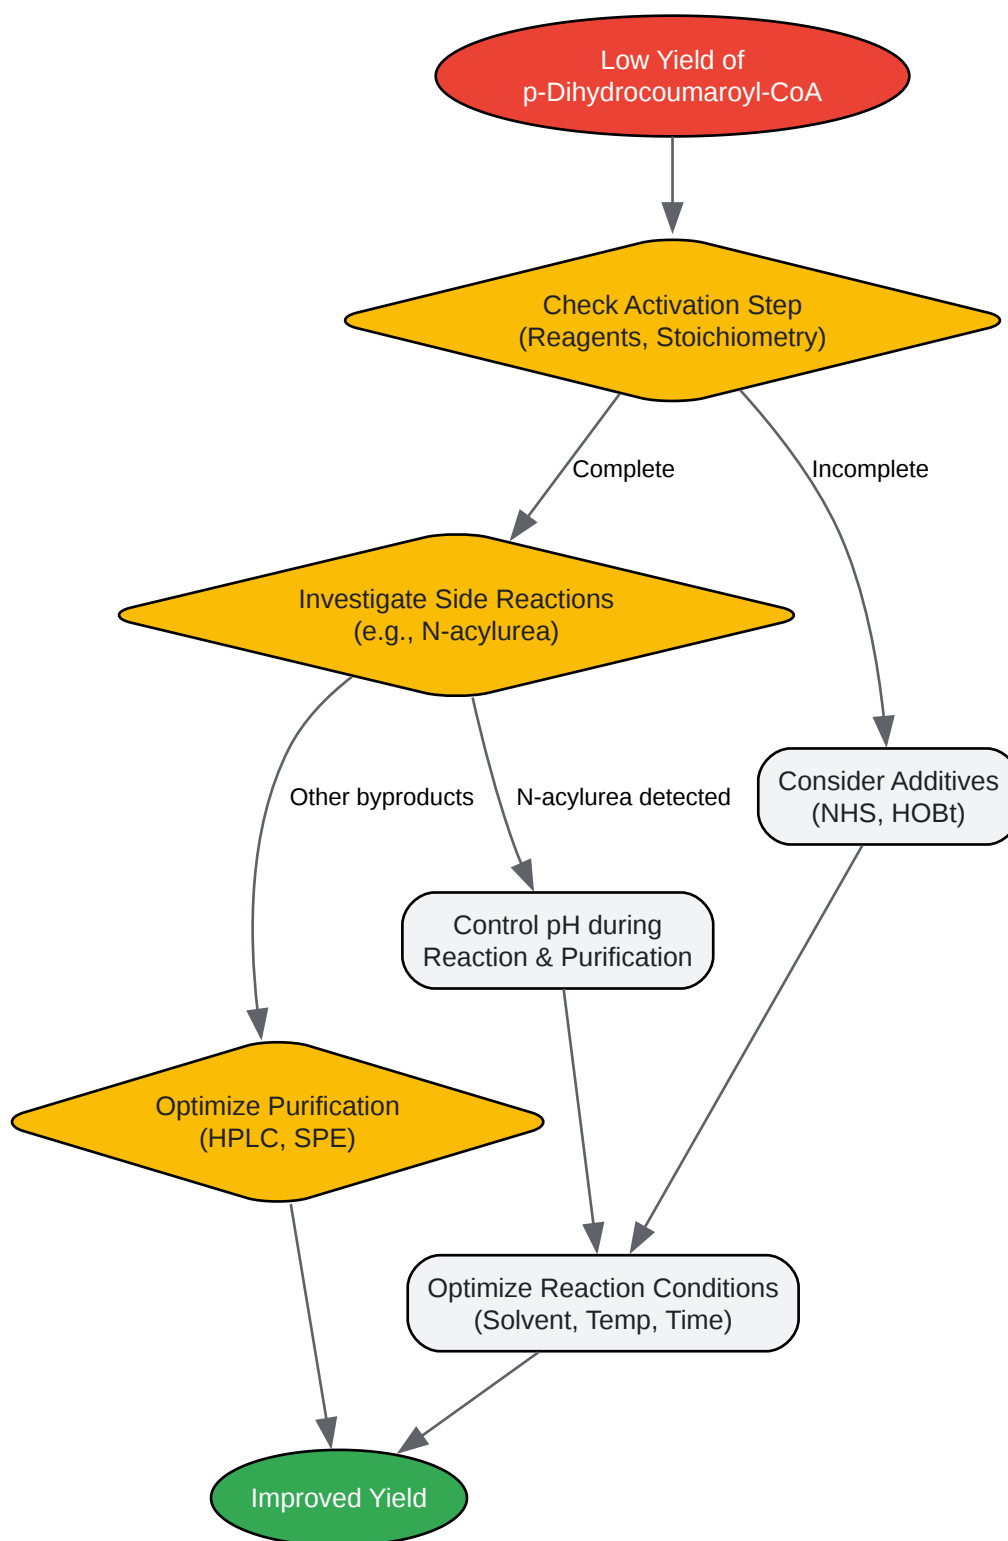 Low Yield of
p-Dihydrocoumaroyl-CoA
Check Activation Step
(Reagents, Stoichiometry)
Complete
Incomplete
Investigate Side Reactions
(e.g., N-acylurea)
Other byproducts
N-acylurea detected
Consider Additives
(NHS, HOBt)
Control pH during
Reaction & Purification
Optimize Purification
(HPLC, SPE)
Optimize Reaction Conditions
(Solvent, Temp, Time)
Improved Yield